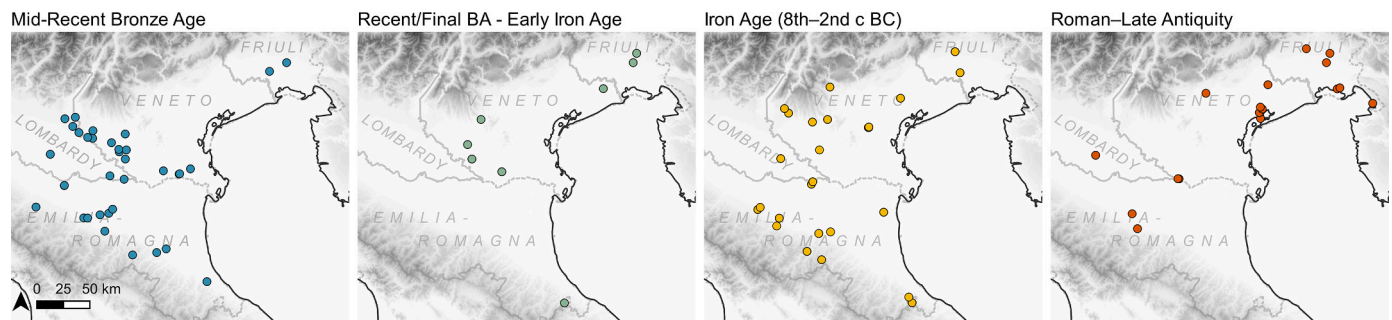 Mid-Recent Bronze Age
FRIULI
VENETO
LOMBARDY
EMILIA-
ROMAGNA
0 25 50 km
Recent/Final BA - Early Iron Age
FRIULI
VENETO
LOMBARDY
EMILIA-
ROMAGNA
Iron Age (8th–2nd c BC)
FRIULI
VENETO
LOMBARDY
EMILIA-
ROMAGNA
Roman–Late Antiquity
FRIULI
VENETO
LOMBARDY
EMILIA-
ROMAGNA